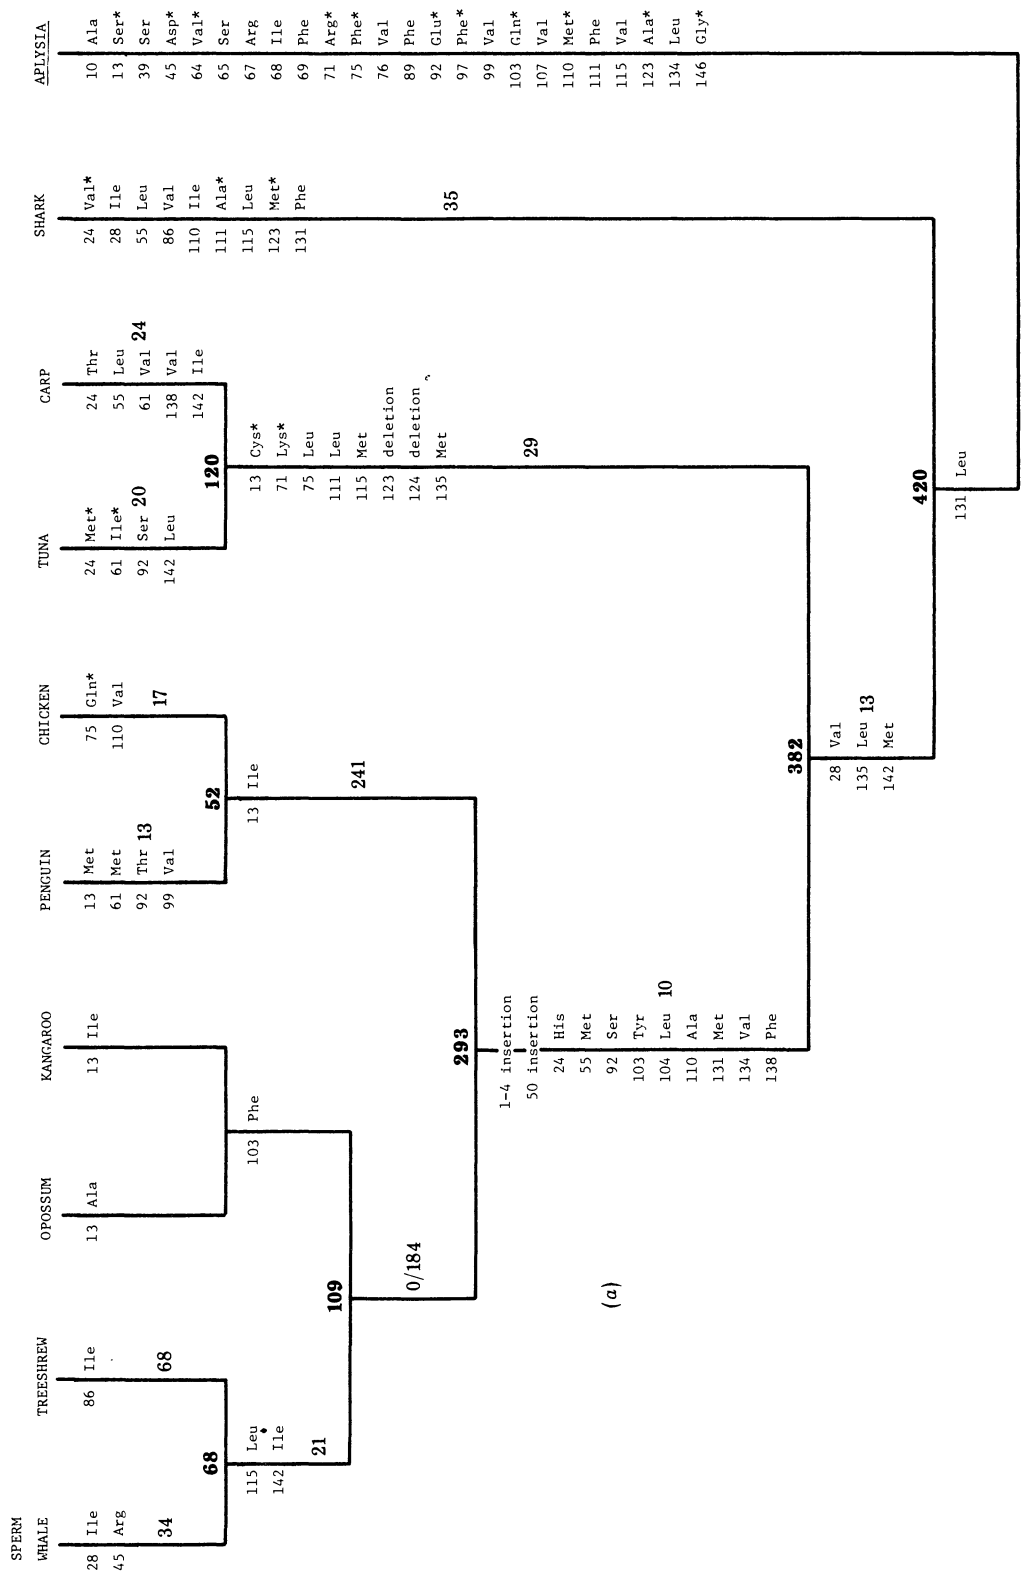 SPERM
WHALE
28 Ile
45 Arg
34
TREESHREW
86 Ile
68
68
115 Leu
142 Ile
21
OPOSSUM
13 Ala
KANGAROO
13 Ile
103 Phe
109
0/184
PENGUIN
13 Met
61 Met
92 Thr 13
99 Val
CHICKEN
75 Gln*
110 Val
17
52
13 Ile
241
293
1-4 insertion
50 insertion
24 His
55 Met
92 Ser
103 Tyr
104 Leu 10
110 Ala
131 Met
134 Val
138 Phe
TUNA
24 Met*
61 Ile*
92 Ser 20
142 Leu
CARP
24 Thr
55 Leu
61 Val 24
138 Val
142 Ile
120
13 Cys*
71 Lys*
75 Leu
111 Leu
115 Met
123 deletion
124 deletion
135 Met
29
382
28 Val
135 Leu 13
142 Met
SHARK
24 Val*
28 Ile
55 Leu
86 Val
110 Ile
111 Ala*
115 Leu
123 Met*
131 Phe
35
420
131 Leu
APLYSIA
10 Ala
13 Ser*
39 Ser
45 Asp*
64 Val*
65 Ser
67 Arg
68 Ile
69 Phe
71 Arg*
75 Phe*
76 Val
89 Phe
92 Glu*
97 Phe*
99 Val
103 Gln*
107 Val
110 Met*
111 Phe
115 Val
123 Ala*
134 Leu
146 Gly*
(a)